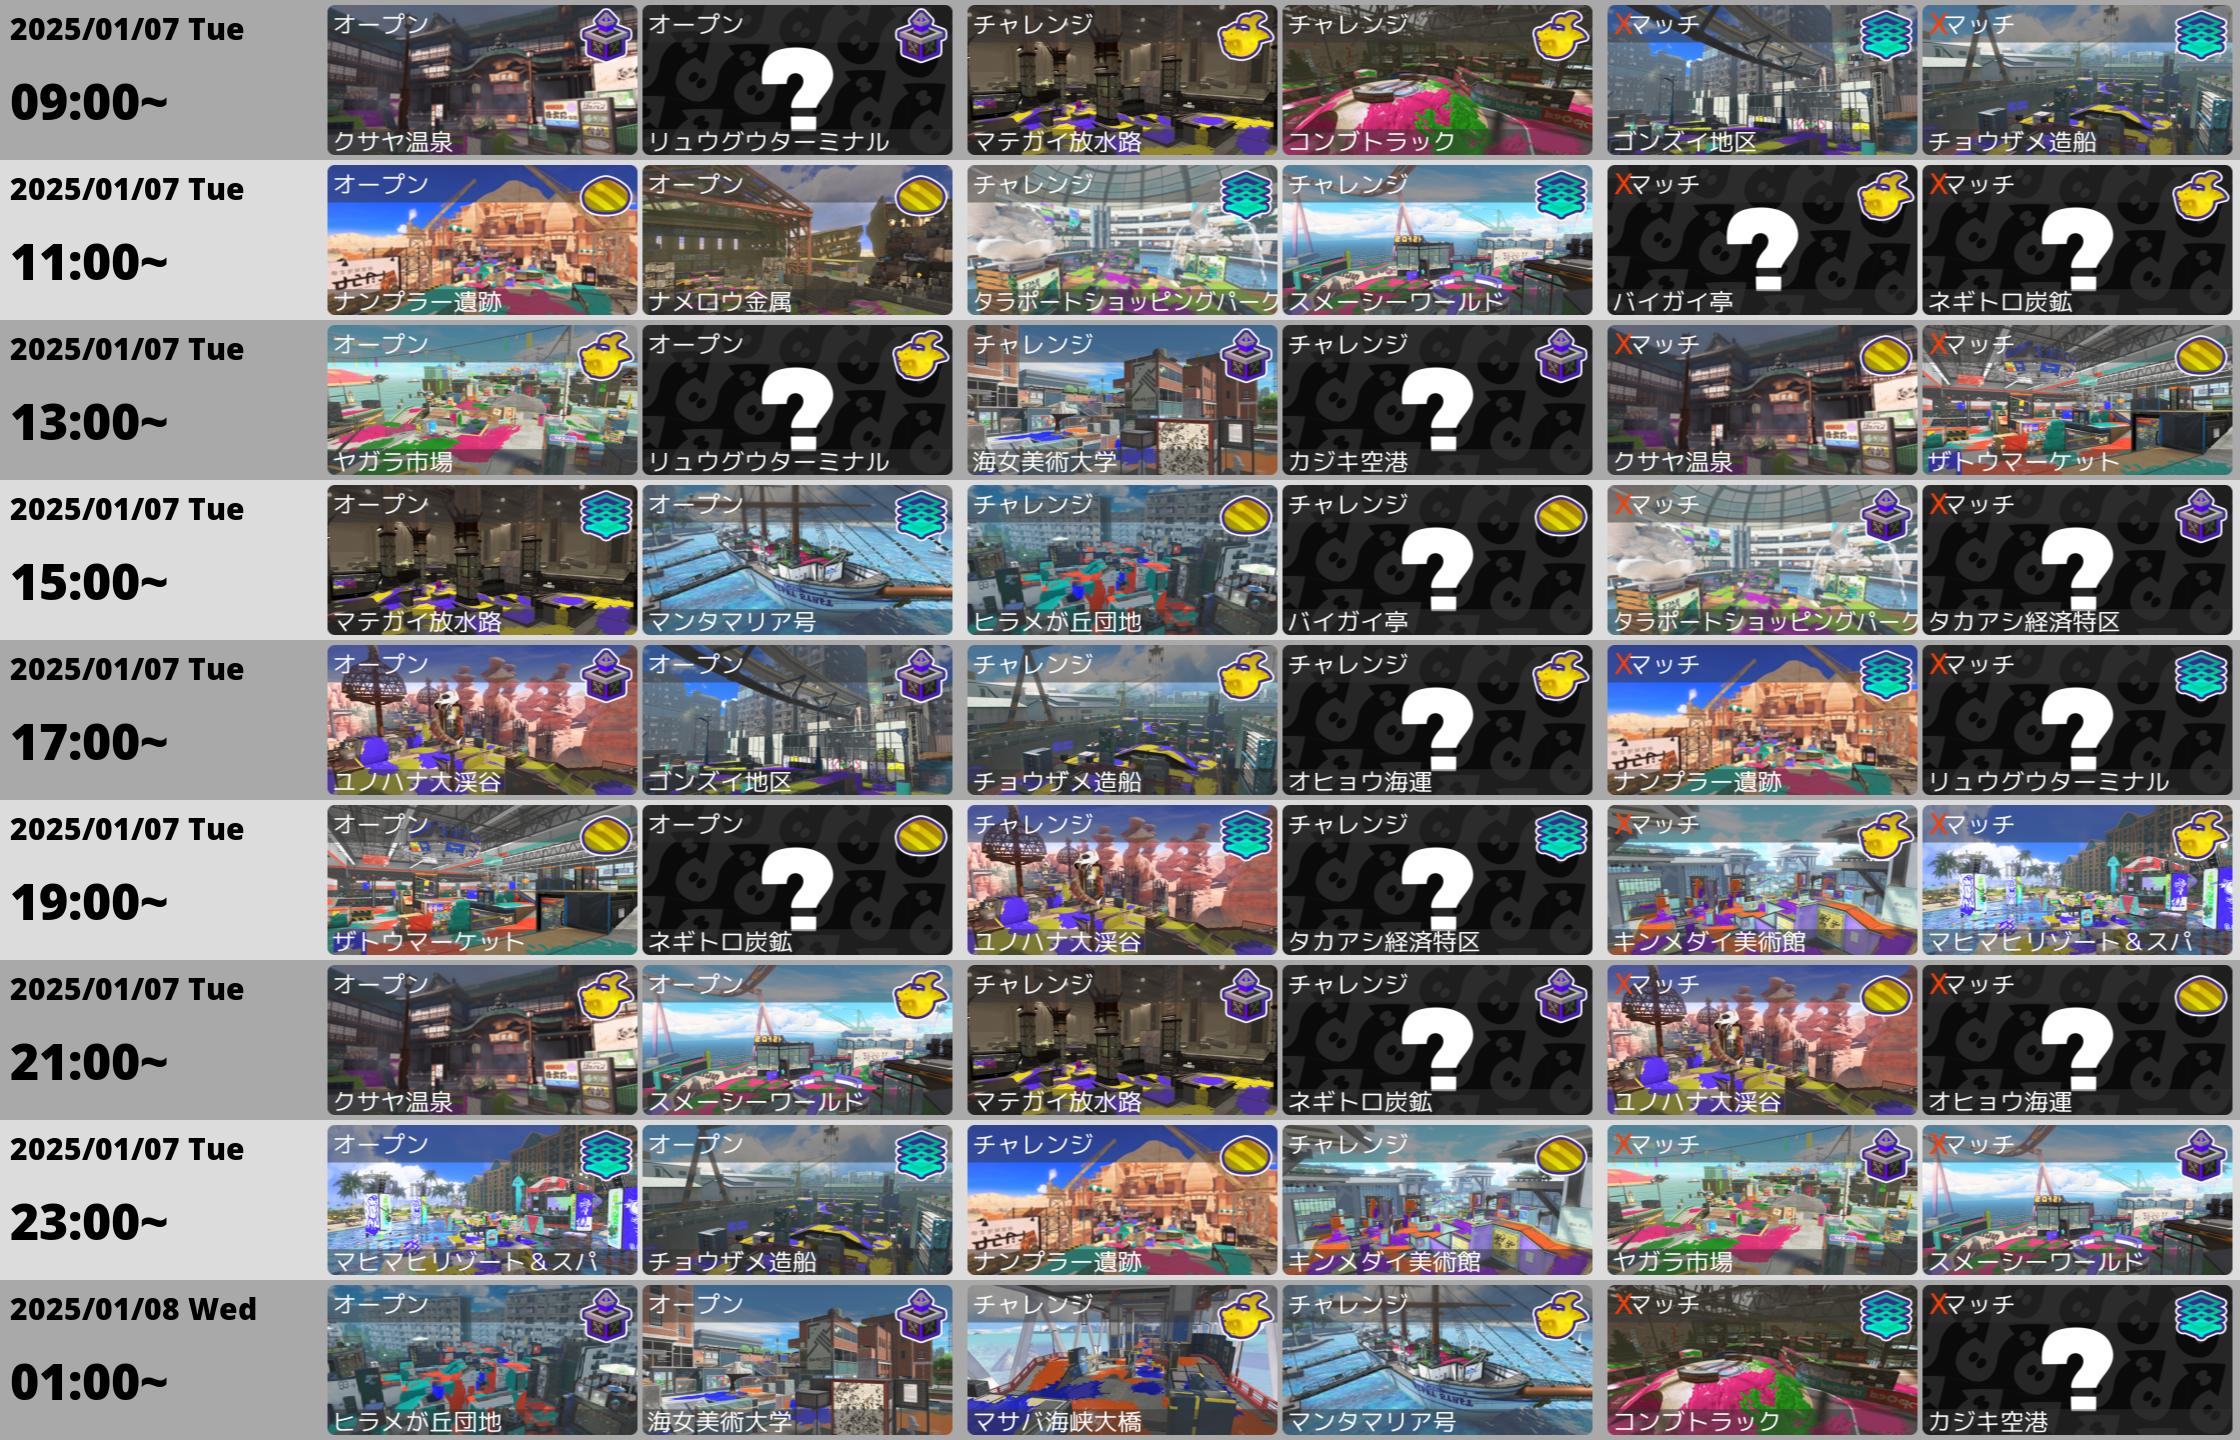 2025/01/07 Tue
09:00~
オープン
クサヤ温泉
オープン
リュウグウターミナル
チャレンジ
マテガイ放水路
チャレンジ
コンブトラック
Xマッチ
ゴンズイ地区
Xマッチ
チョウザメ造船
2025/01/07 Tue
11:00~
オープン
ナンプラー遺跡
オープン
ナメロウ金属
チャレンジ
タラポートショッピングパーク
チャレンジ
スメーシーワールド
Xマッチ
バイガイ亭
Xマッチ
ネギトロ炭鉱
2025/01/07 Tue
13:00~
オープン
ヤガラ市場
オープン
リュウグウターミナル
チャレンジ
海女美術大学
チャレンジ
カジキ空港
Xマッチ
クサヤ温泉
Xマッチ
ザトウマーケット
2025/01/07 Tue
15:00~
オープン
マテガイ放水路
オープン
マンタマリア号
チャレンジ
ヒラメが丘団地
チャレンジ
バイガイ亭
Xマッチ
タラポートショッピングパーク
Xマッチ
タカアシ経済特区
2025/01/07 Tue
17:00~
オープン
ユノハナ大渓谷
オープン
ゴンズイ地区
チャレンジ
チョウザメ造船
チャレンジ
オヒョウ海運
Xマッチ
ナンプラー遺跡
Xマッチ
リュウグウターミナル
2025/01/07 Tue
19:00~
オープン
ザトウマーケット
オープン
ネギトロ炭鉱
チャレンジ
ユノハナ大渓谷
チャレンジ
タカアシ経済特区
Xマッチ
キンメダイ美術館
Xマッチ
マヒマヒリゾート＆スパ
2025/01/07 Tue
21:00~
オープン
クサヤ温泉
オープン
スメーシーワールド
チャレンジ
マテガイ放水路
チャレンジ
ネギトロ炭鉱
Xマッチ
ユノハナ大渓谷
Xマッチ
オヒョウ海運
2025/01/07 Tue
23:00~
オープン
マヒマヒリゾート＆スパ
オープン
チョウザメ造船
チャレンジ
ナンプラー遺跡
チャレンジ
キンメダイ美術館
Xマッチ
ヤガラ市場
Xマッチ
スメーシーワールド
2025/01/08 Wed
01:00~
オープン
ヒラメが丘団地
オープン
海女美術大学
チャレンジ
マサバ海峡大橋
チャレンジ
マンタマリア号
Xマッチ
コンブトラック
Xマッチ
カジキ空港